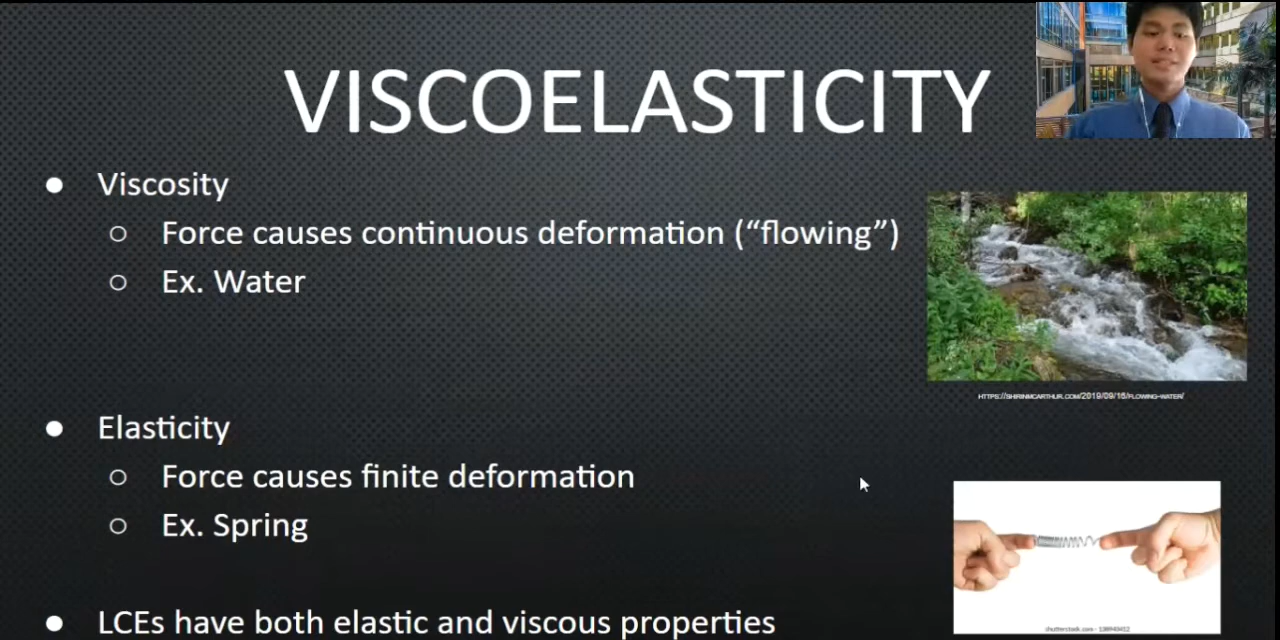 VISCOELASTICITY
● Viscosity
○ Force causes continuous deformation (“flowing”)
○ Ex. Water
HTTPS://SHIRINMCARTHUR.COM/2019/09/16/FLOWING-WATER/
● Elasticity
○ Force causes finite deformation
○ Ex. Spring
● LCEs have both elastic and viscous properties